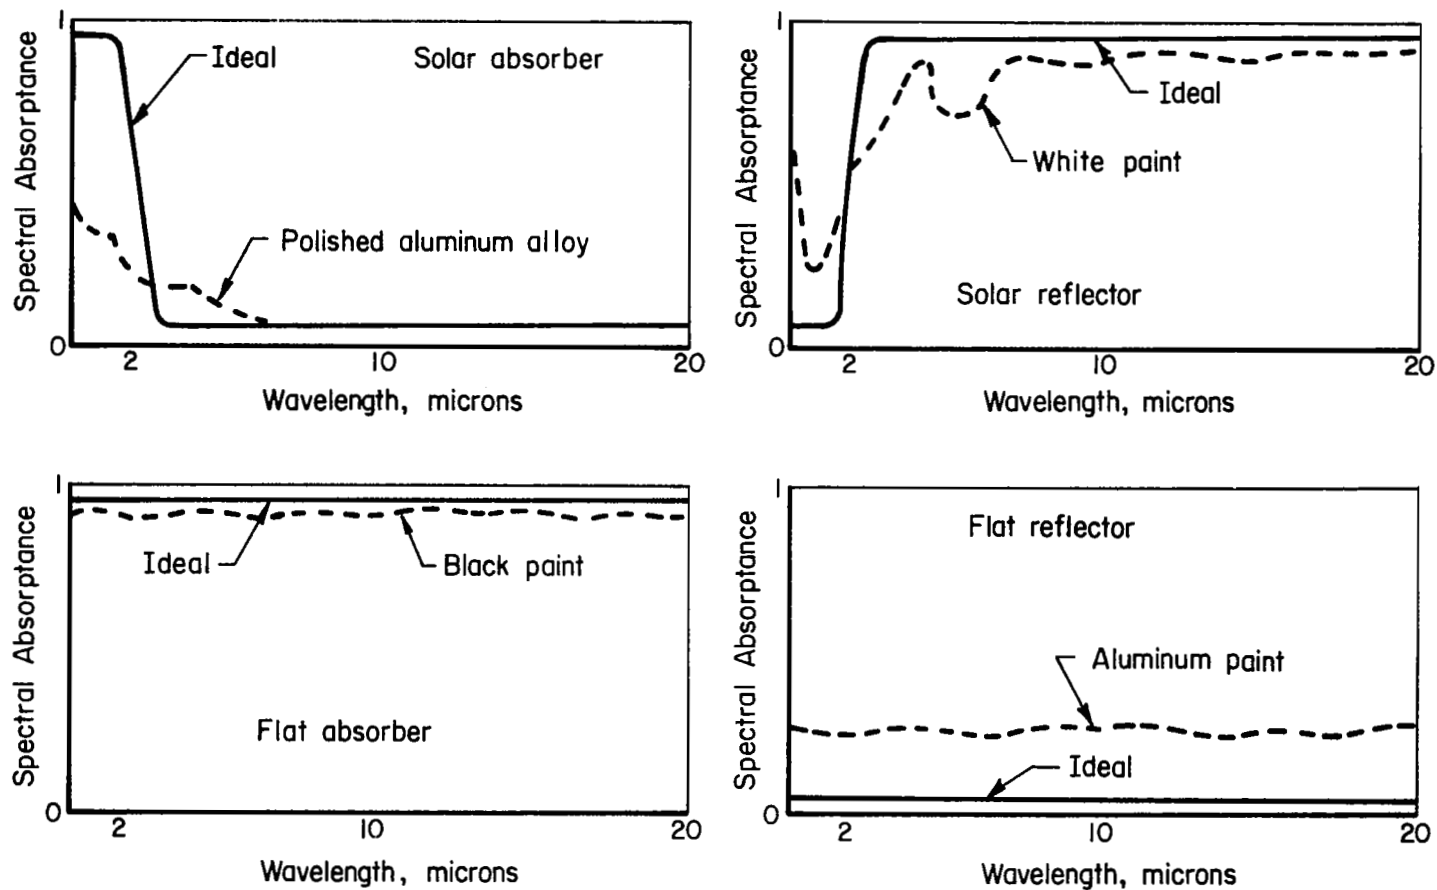 1
Ideal
Solar absorber
Spectral Absorptance
Polished aluminum alloy
0
2
10
20
Wavelength, microns
1
Ideal
White paint
Spectral Absorptance
Solar reflector
0
2
10
20
Wavelength, microns
1
Ideal
Black paint
Spectral Absorptance
Flat absorber
0
2
10
20
Wavelength, microns
1
Flat reflector
Spectral Absorptance
Aluminum paint
Ideal
0
2
10
20
Wavelength, microns